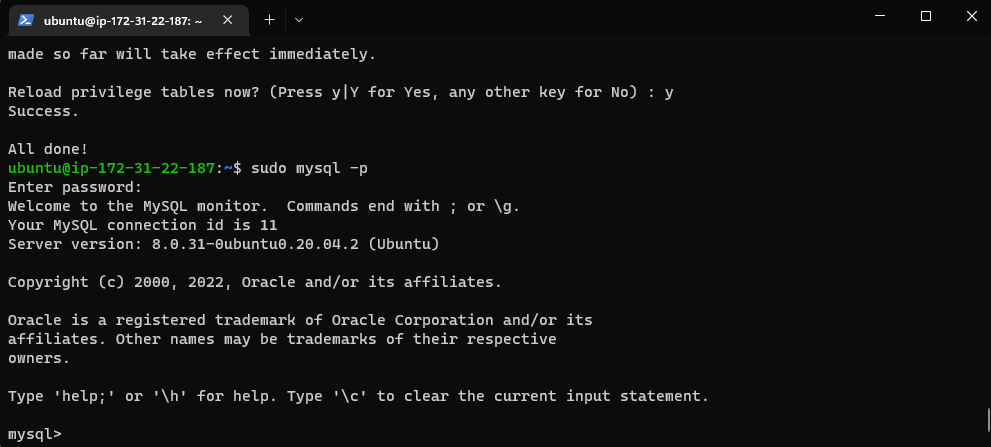 ubuntu@ip-172-31-22-187: ~
made so far will take effect immediately.
Reload privilege tables now? (Press y|Y for Yes, any other key for No) : y
Success.
All done!
ubuntu@ip-172-31-22-187:~$ sudo mysql -p
Enter password:
Welcome to the MySQL monitor.  Commands end with ; or \g.
Your MySQL connection id is 11
Server version: 8.0.31-0ubuntu0.20.04.2 (Ubuntu)
Copyright (c) 2000, 2022, Oracle and/or its affiliates.
Oracle is a registered trademark of Oracle Corporation and/or its
affiliates. Other names may be trademarks of their respective
owners.
Type 'help;' or '\h' for help. Type '\c' to clear the current input statement.
mysql>